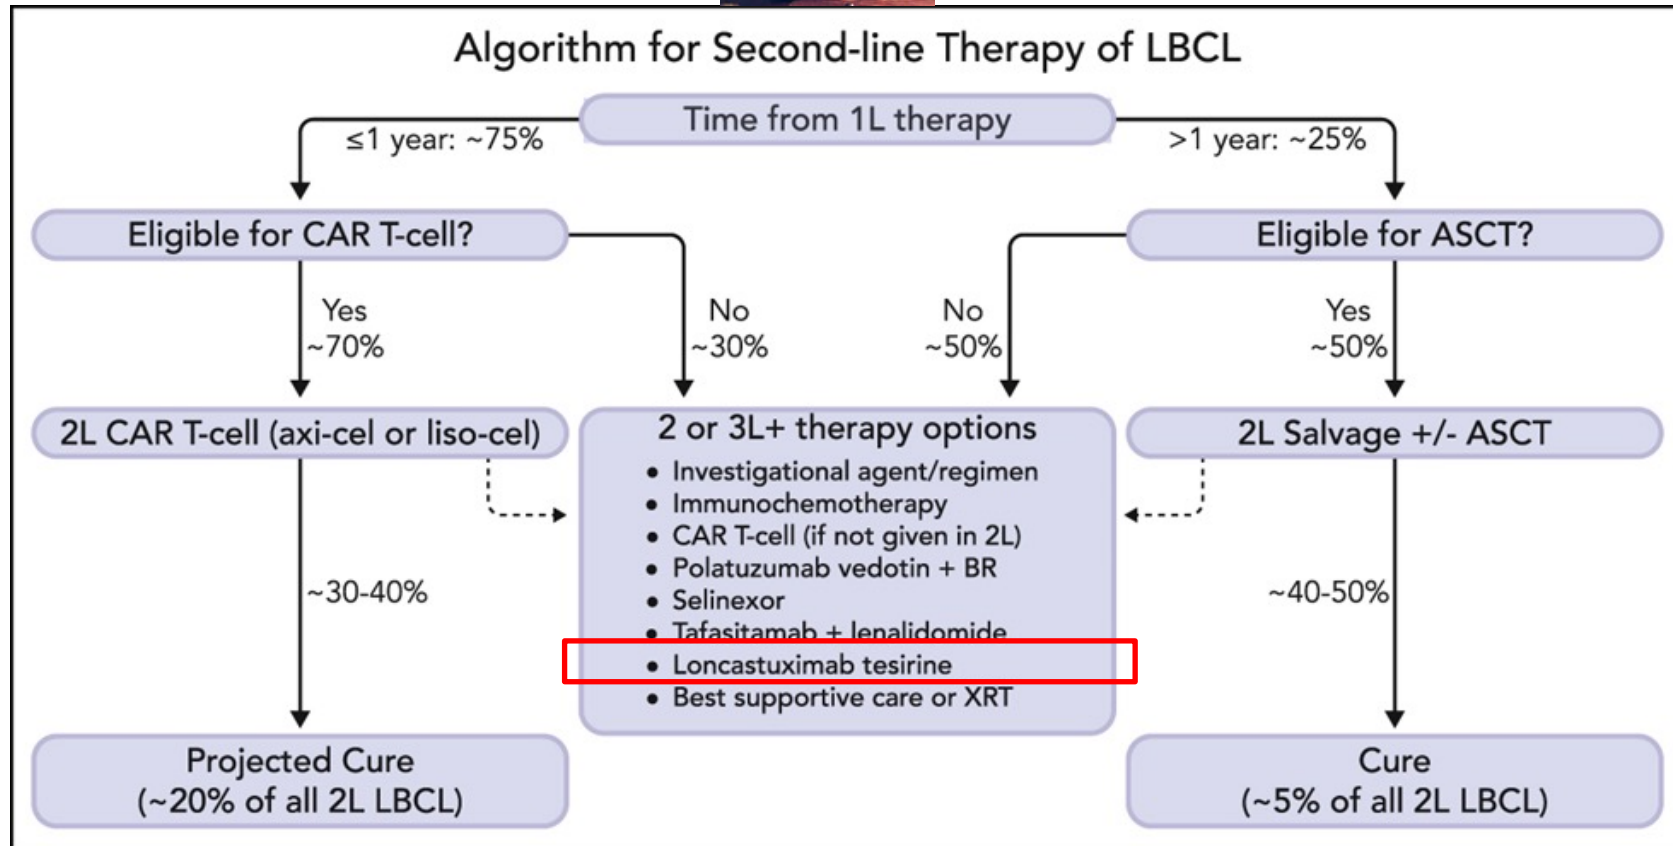 Algorithm for Second-line Therapy of LBCL
Time from 1L therapy
≤1 year: ~75%
>1 year: ~25%
Eligible for CAR T-cell?
Eligible for ASCT?
Yes
~70%
No
~30%
No
~50%
Yes
~50%
2L CAR T-cell (axi-cel or liso-cel)
2 or 3L+ therapy options
• Investigational agent/regimen
• Immunochemotherapy
• CAR T-cell (if not given in 2L)
• Polatuzumab vedotin + BR
• Selinexor
• Tafasitamab + lenalidomide
• Loncastuximab tesirine
• Best supportive care or XRT
2L Salvage +/- ASCT
~30-40%
~40-50%
Projected Cure
(~20% of all 2L LBCL)
Cure
(~5% of all 2L LBCL)